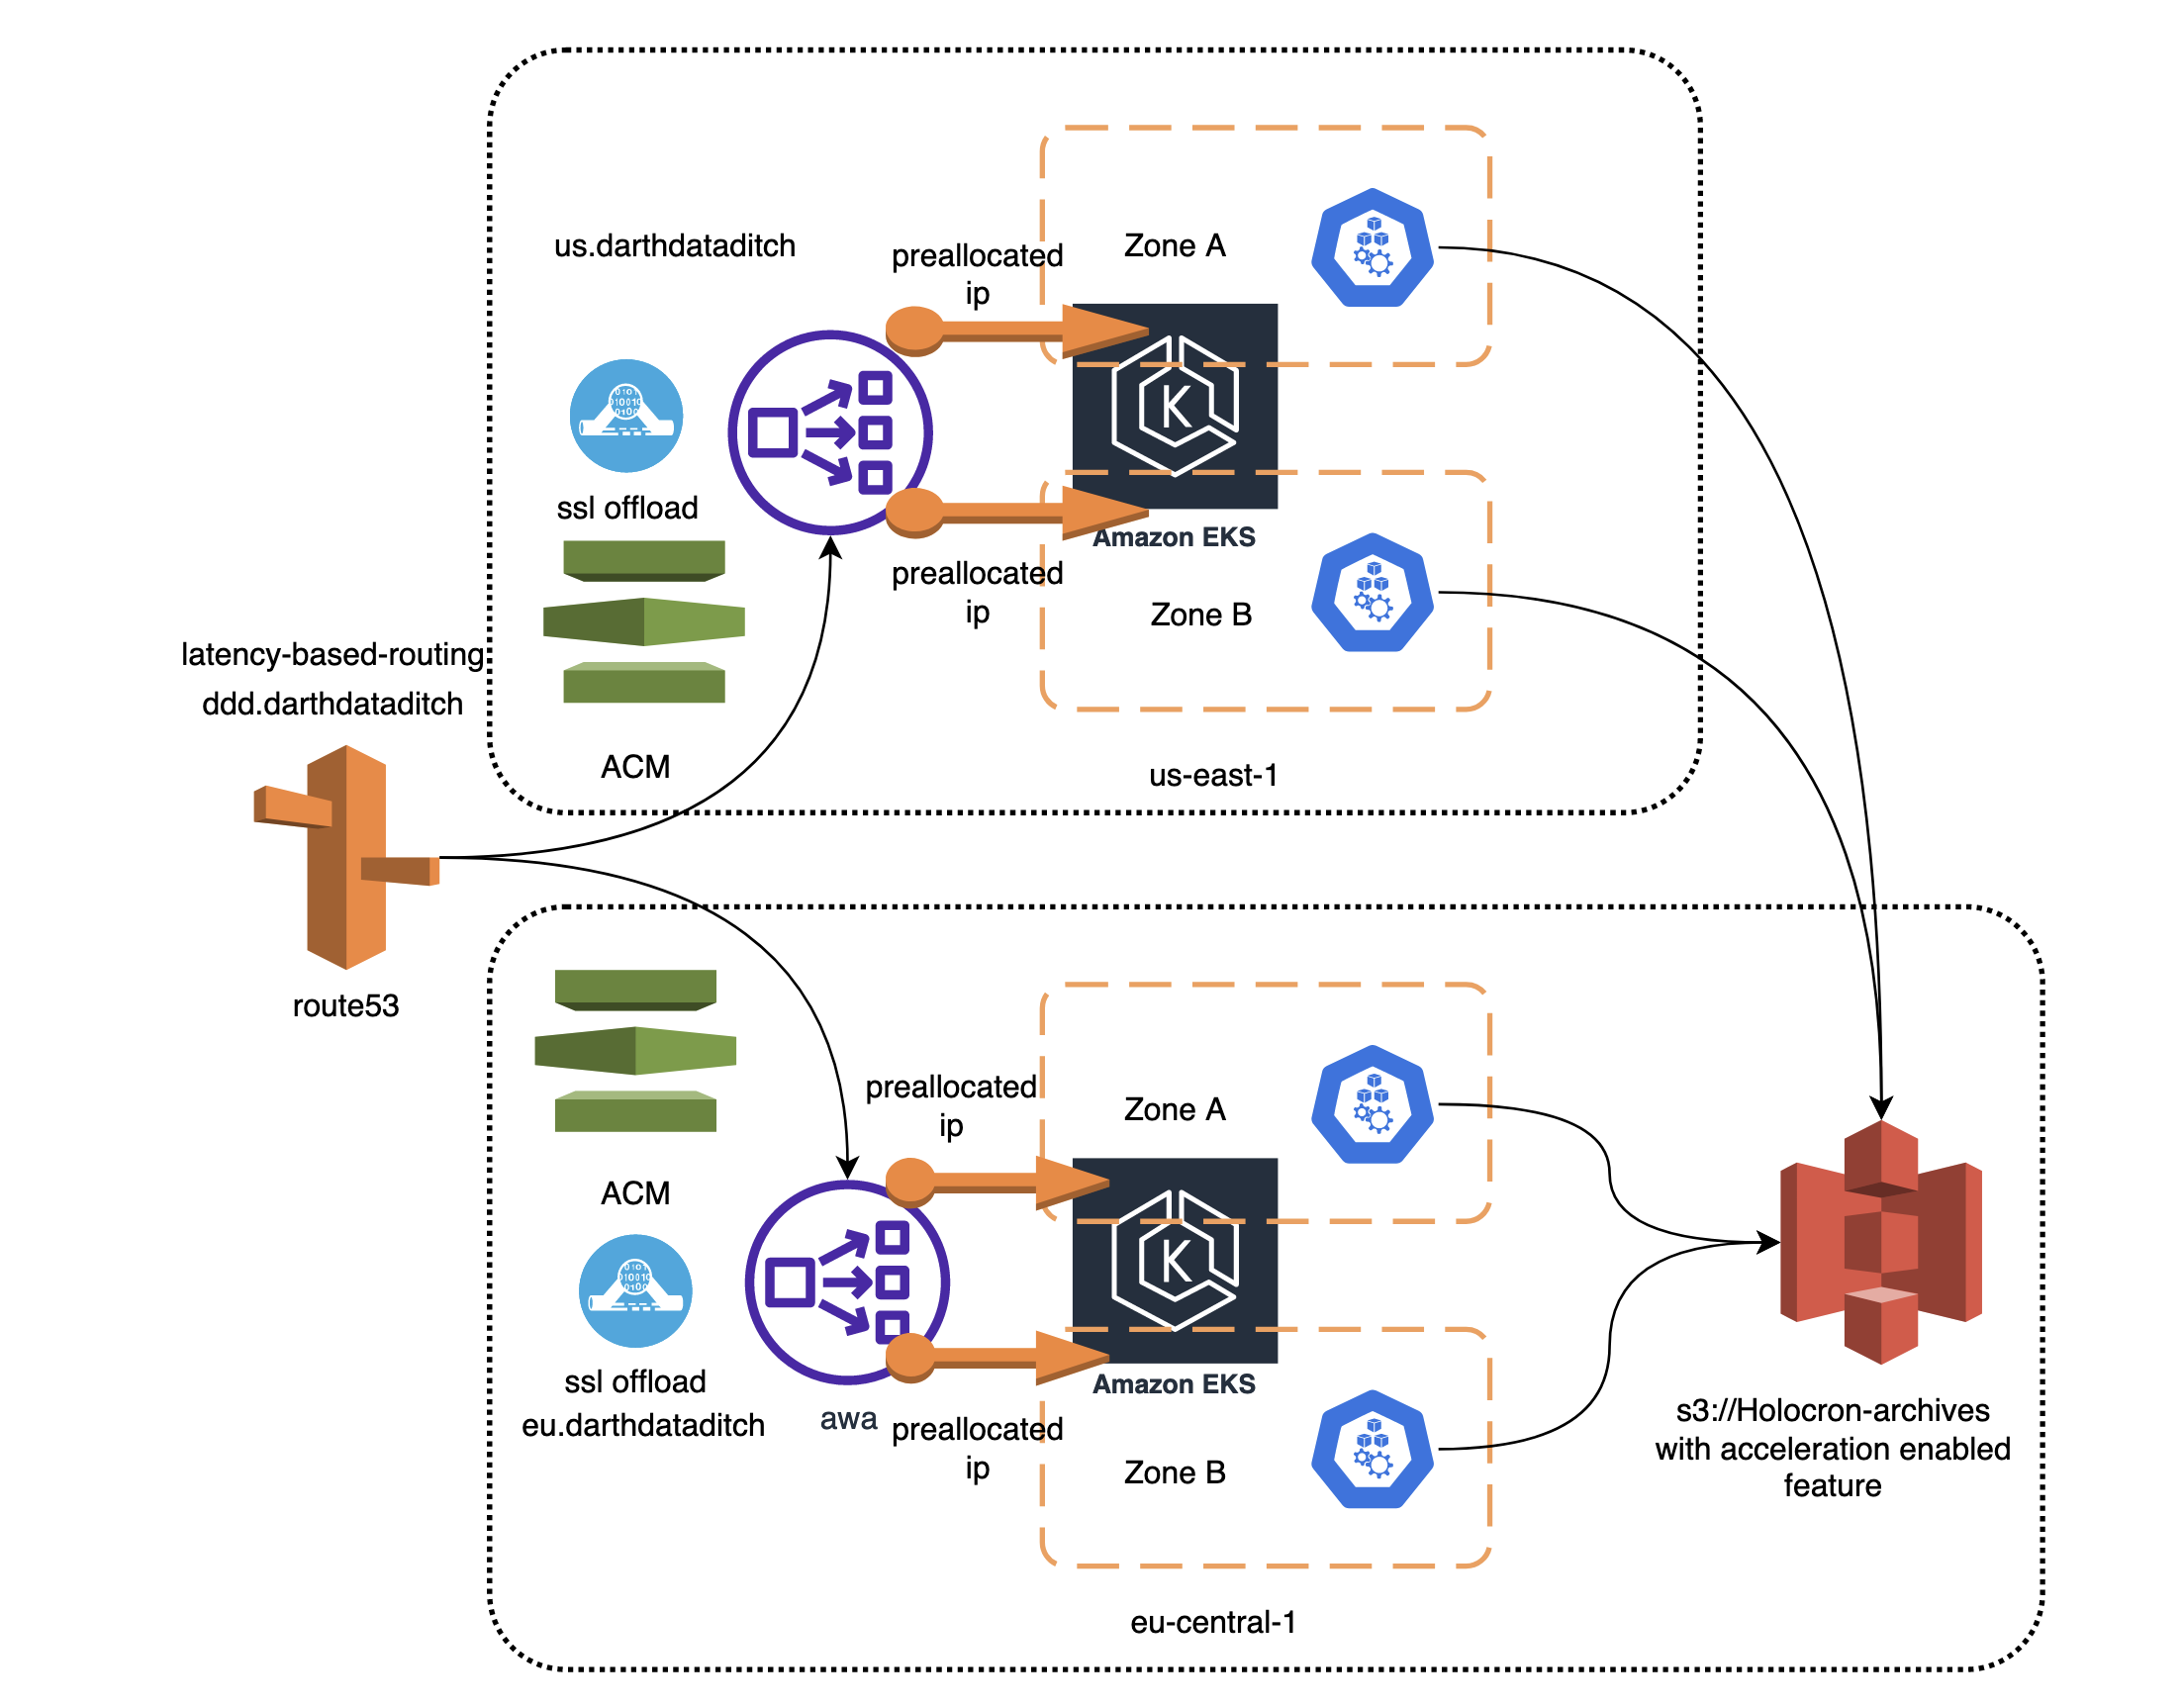 us.darthdataditch
preallocated
ip
Zone A
K
ssl offload
Amazon EKS
preallocated
ip
Zone B
latency-based-routing
ddd.darthdataditch
ACM
us-east-1
route53
preallocated
ip
Zone A
ACM
K
ssl offload
eu.darthdataditch
awa
Amazon EKS
preallocated
ip
Zone B
s3://Holocron-archives
with acceleration enabled
feature
eu-central-1